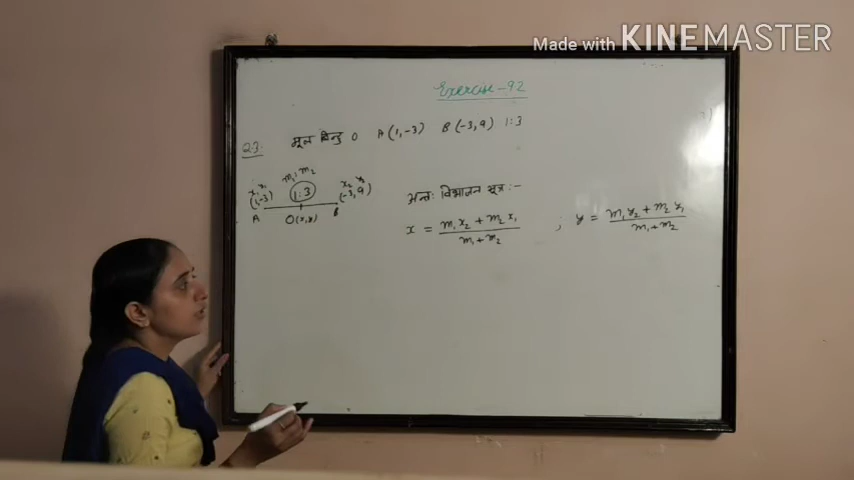 Made with KINEMASTER
Exercise-9.2
Q.3. मूल बिन्दु O A(1,-3) B(-3,9) 1:3
m₁:m₂
x₁ y₁ x₂ y₂
(1,-3) 1:3 (-3,9)
A O(x,y) B
अन्तः विभाजन सूत्र:-
x = (m₁x₂ + m₂x₁)/(m₁+m₂) ; y = (m₁y₂ + m₂y₁)/(m₁+m₂)